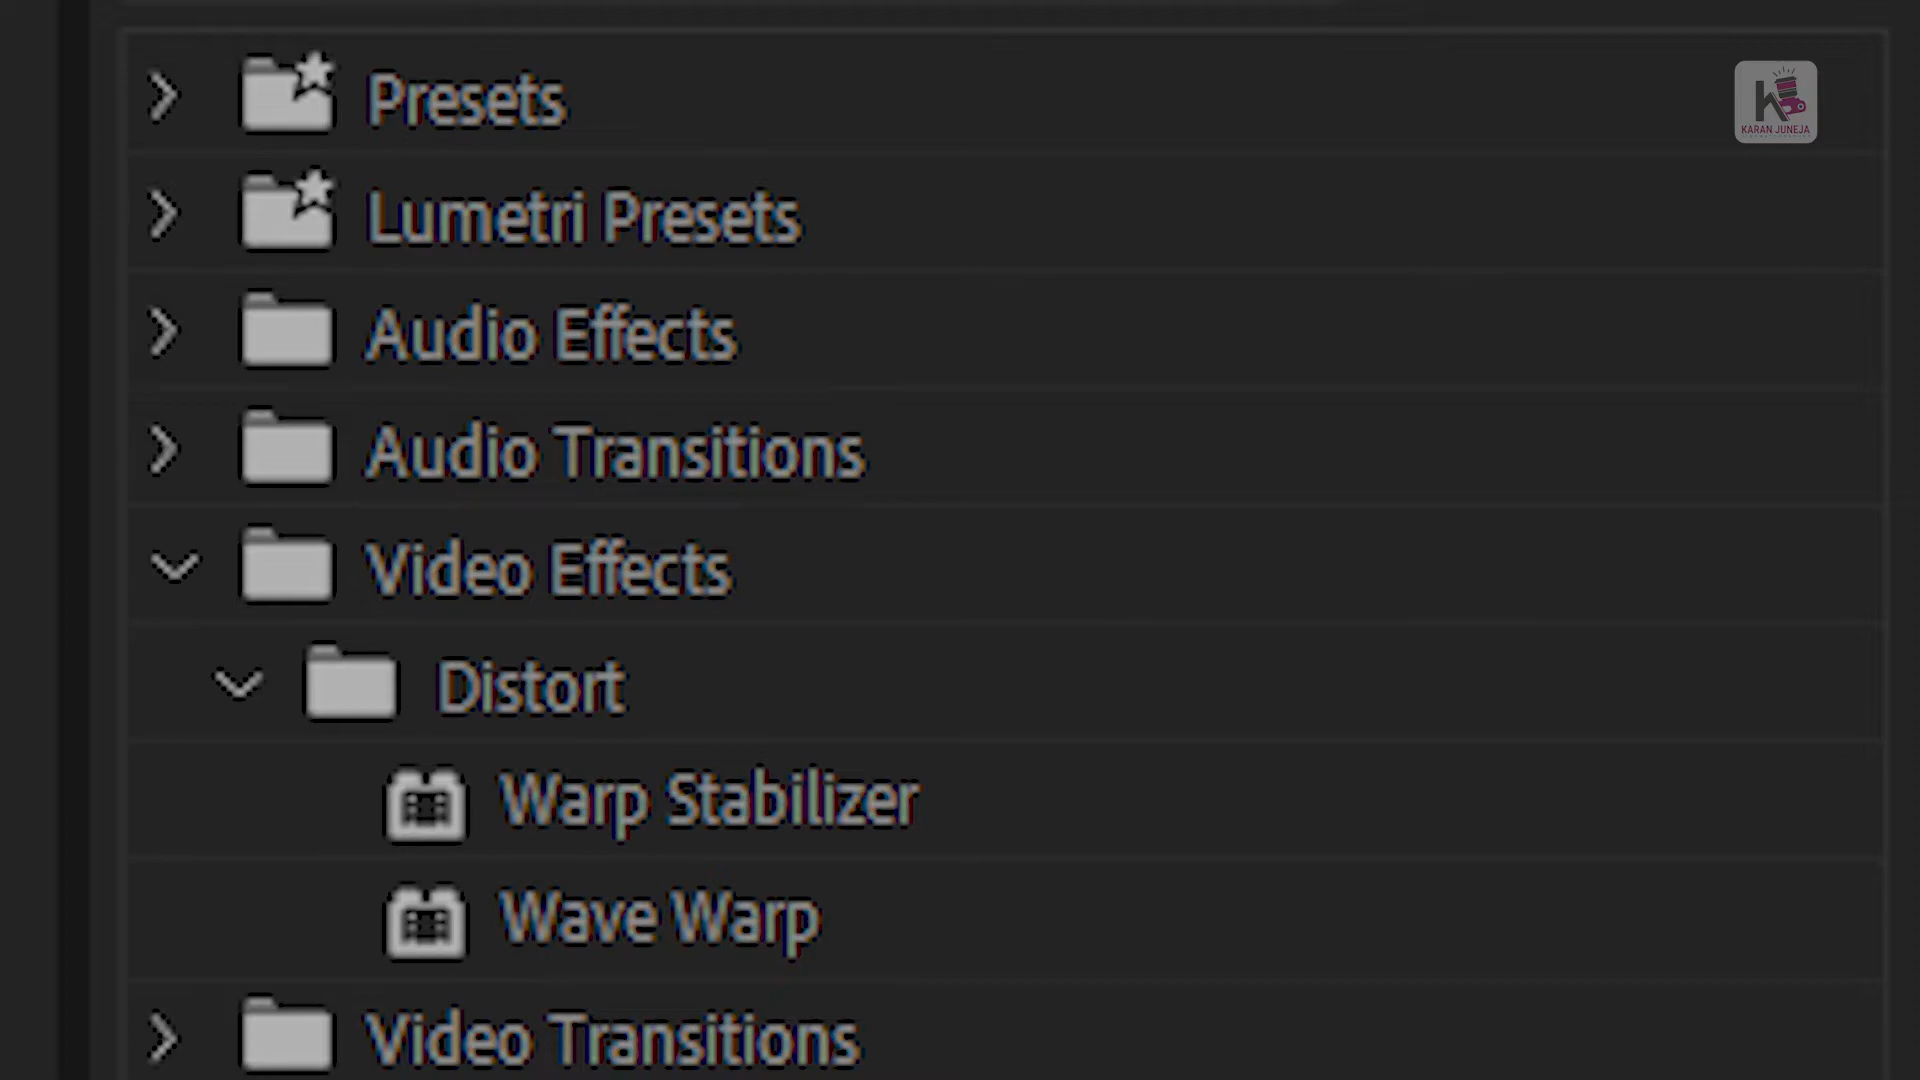 Presets
KARAN JUNEJA
Lumetri Presets
Audio Effects
Audio Transitions
Video Effects
Distort
Warp Stabilizer
Wave Warp
Video Transitions